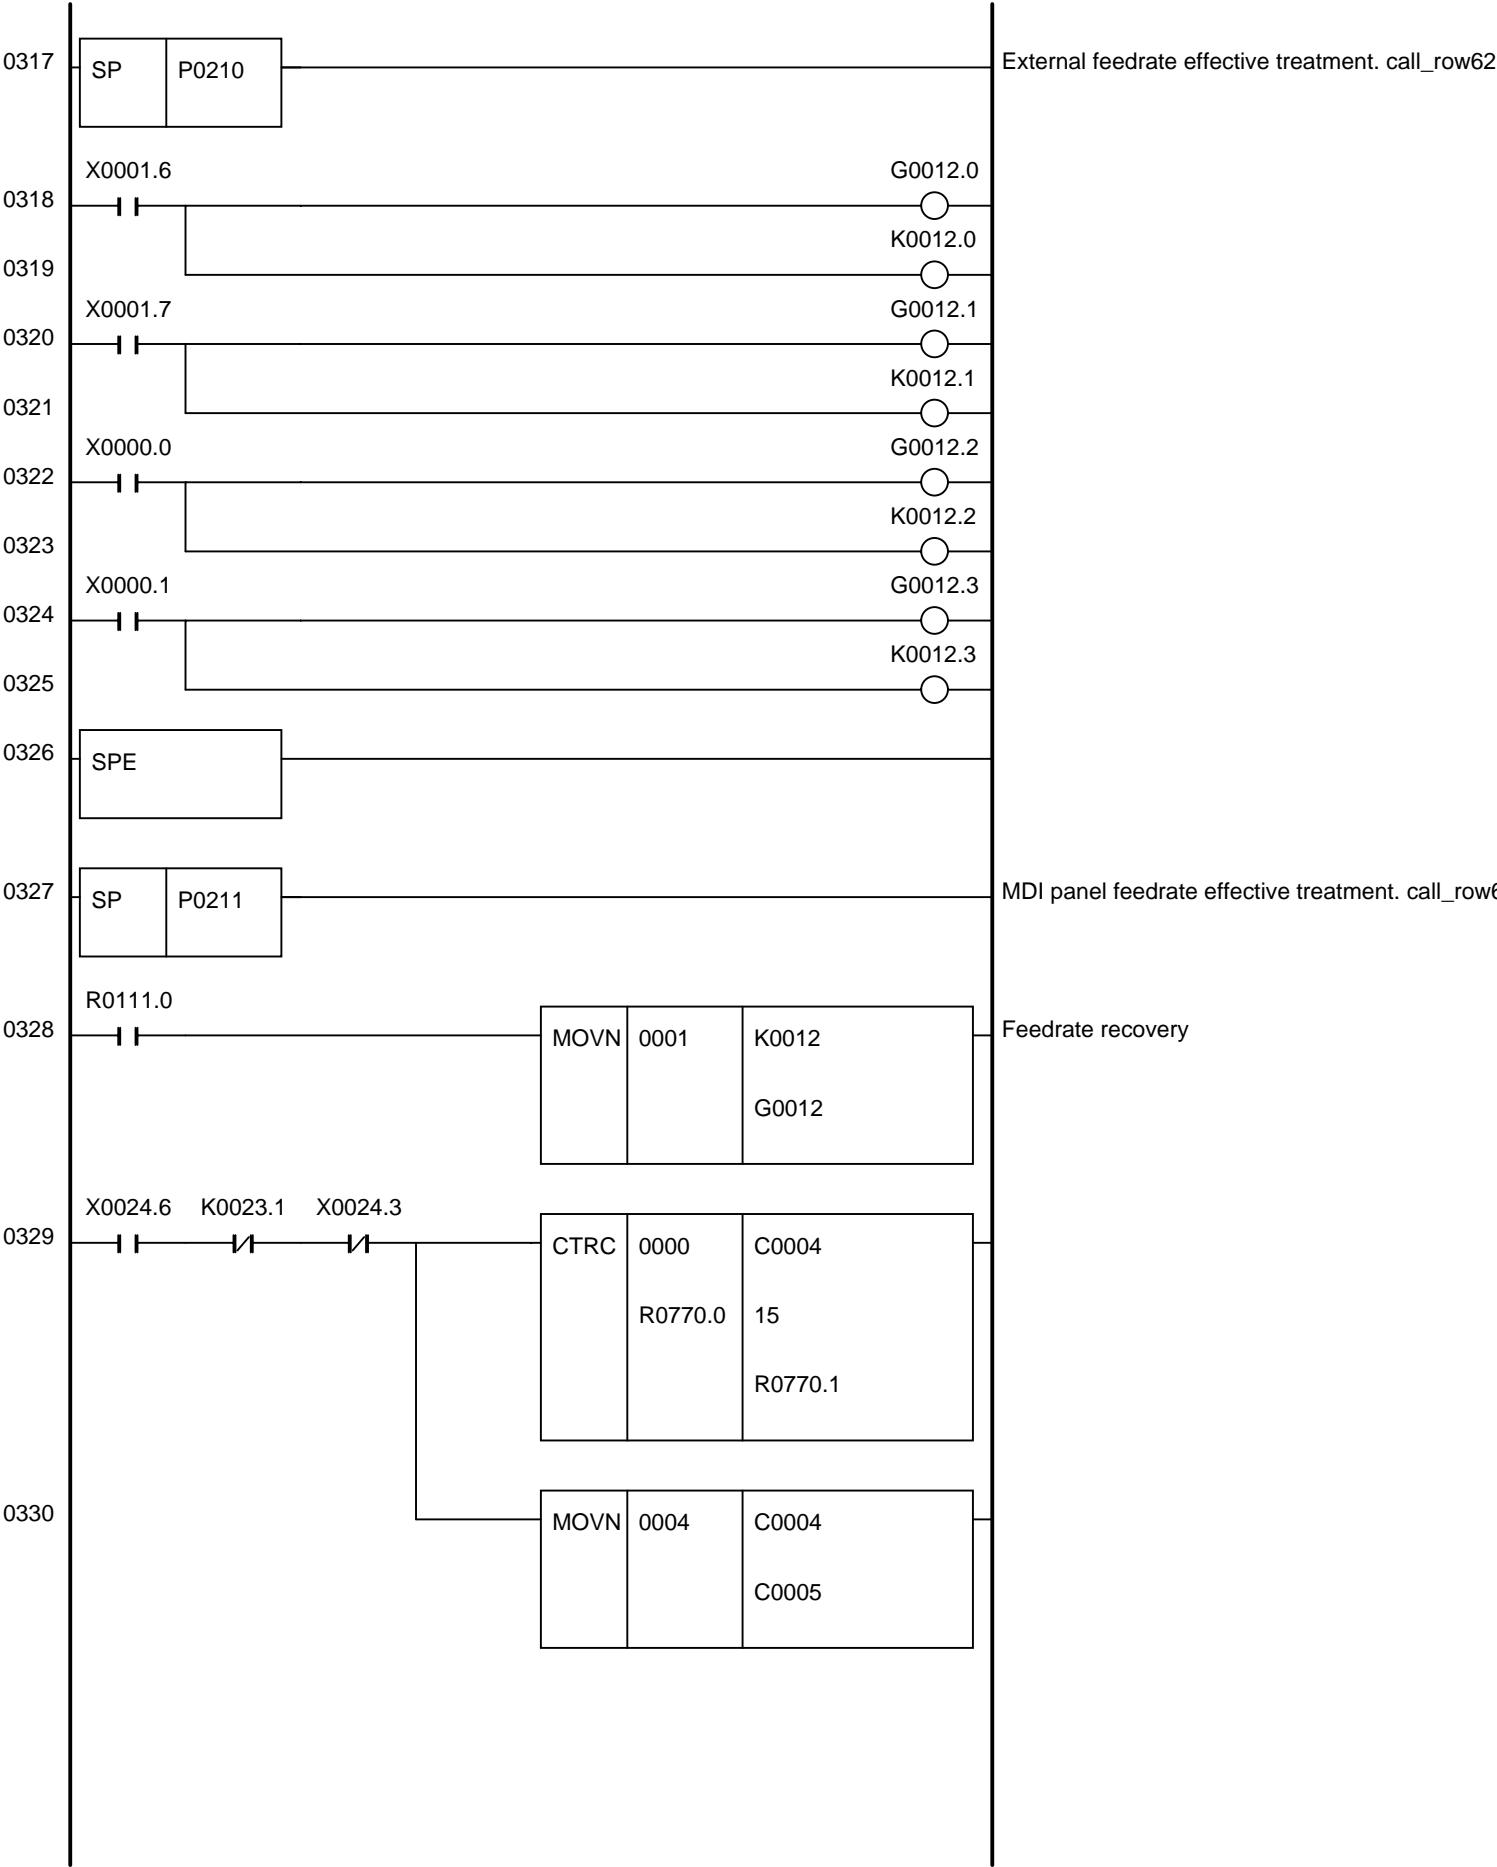 0317 SP P0210 External feedrate effective treatment. call_row62
X0001.6 G0012.0
0318
K0012.0
0319
X0001.7 G0012.1
0320
K0012.1
0321
X0000.0 G0012.2
0322
K0012.2
0323
X0000.1 G0012.3
0324
K0012.3
0325
0326 SPE
0327 SP P0211 MDI panel feedrate effective treatment.
R0111.0
0328 MOVN 0001 K0012 Feedrate recovery
G0012
X0024.6 K0023.1 X0024.3
0329 CTRC 0000 C0004
R0770.0 15
R0770.1
0330 MOVN 0004 C0004
C0005